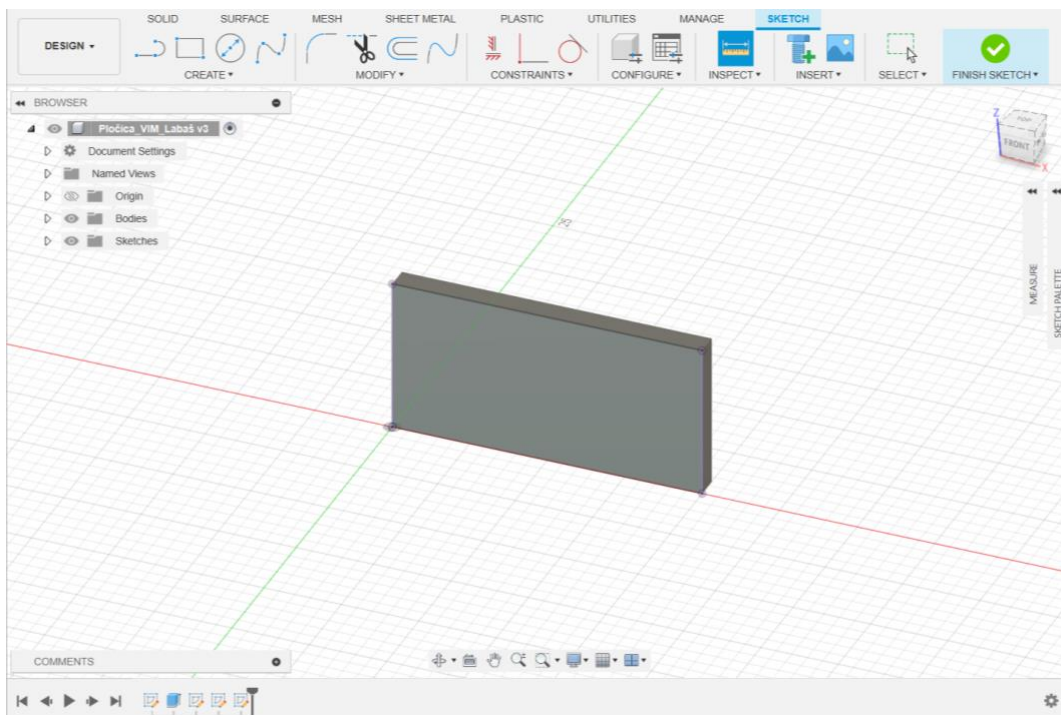 SOLID SURFACE MESH SHEET METAL PLASTIC UTILITIES MANAGE SKETCH
DESIGN
CREATE MODIFY CONSTRAINTS CONFIGURE INSPECT INSERT SELECT FINISH SKETCH
BROWSER
Pločica_VIM_Labaš v3
Document Settings
Named Views
Origin
Bodies
Sketches
Z
TOP
FRONT
X
MEASURE
SKETCH PALETTE
COMMENTS